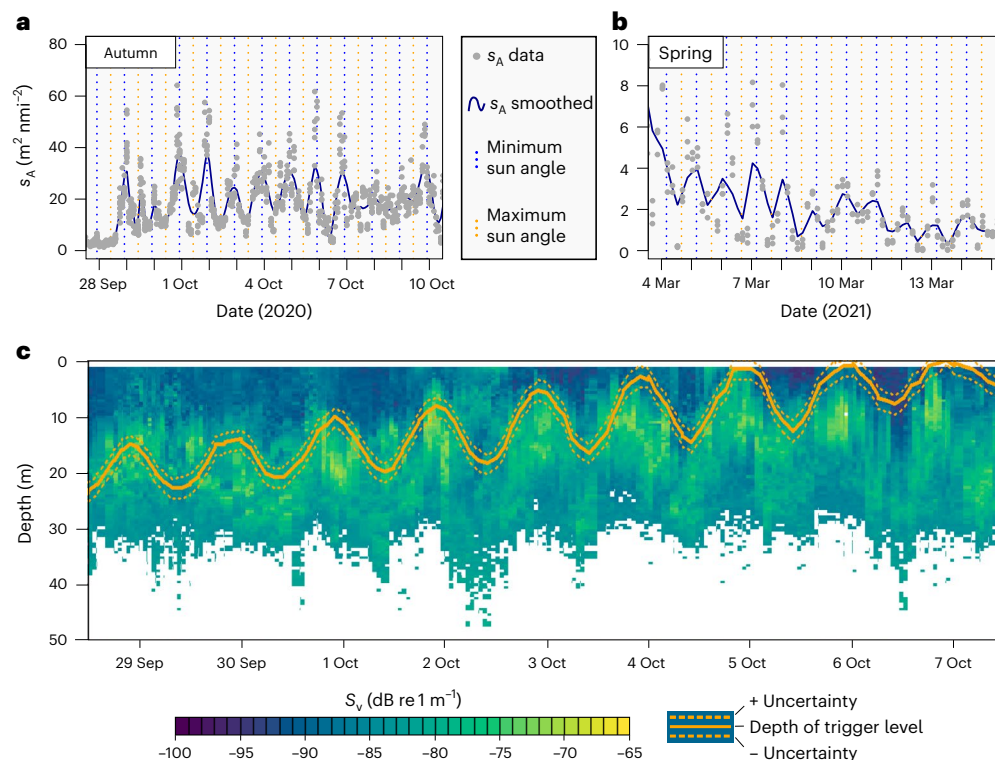 a
Autumn
80
60
40
20
0
s_A (m² nmi⁻²)
28 Sep 1 Oct 4 Oct 7 Oct 10 Oct
Date (2020)
s_A data
s_A smoothed
Minimum
sun angle
Maximum
sun angle
b
Spring
10
8
6
4
2
0
4 Mar 7 Mar 10 Mar 13 Mar
Date (2021)
c
0
10
20
30
40
50
Depth (m)
29 Sep 30 Sep 1 Oct 2 Oct 3 Oct 4 Oct 5 Oct 6 Oct 7 Oct
S_v (dB re 1 m⁻¹)
−100 −95 −90 −85 −80 −75 −70 −65
+ Uncertainty
Depth of trigger level
− Uncertainty